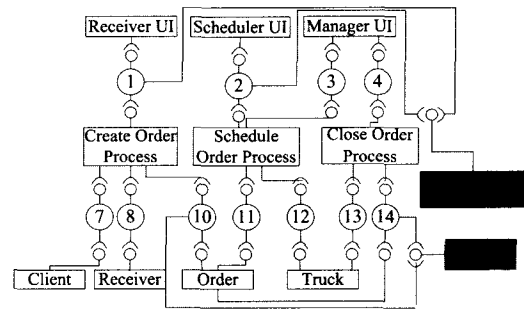 Receiver UI Scheduler UI Manager UI
1 2 3 4
Create Order Process
Schedule Order Process
Close Order Process
7 8 10 11 12 13 14
Client Receiver Order Truck